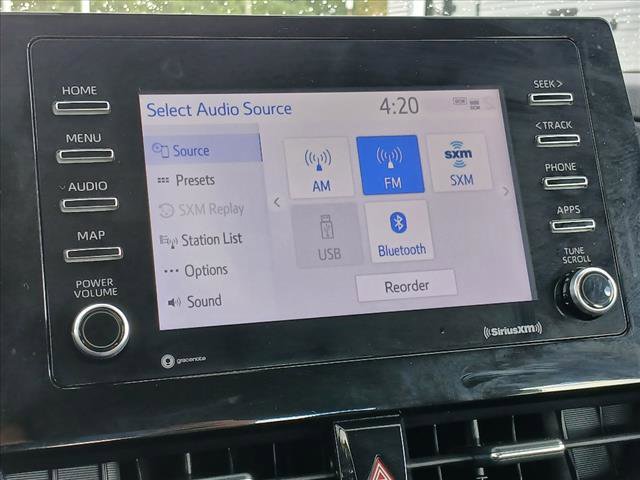 HOME
MENU
AUDIO
MAP
POWER
VOLUME
Select Audio Source
4:20
Source
Presets
SXM Replay
Station List
Options
Sound
AM
FM
sxm
SXM
USB
Bluetooth
Reorder
SEEK >
< TRACK
PHONE
APPS
TUNE
SCROLL
gracenote
((SiriusXM))